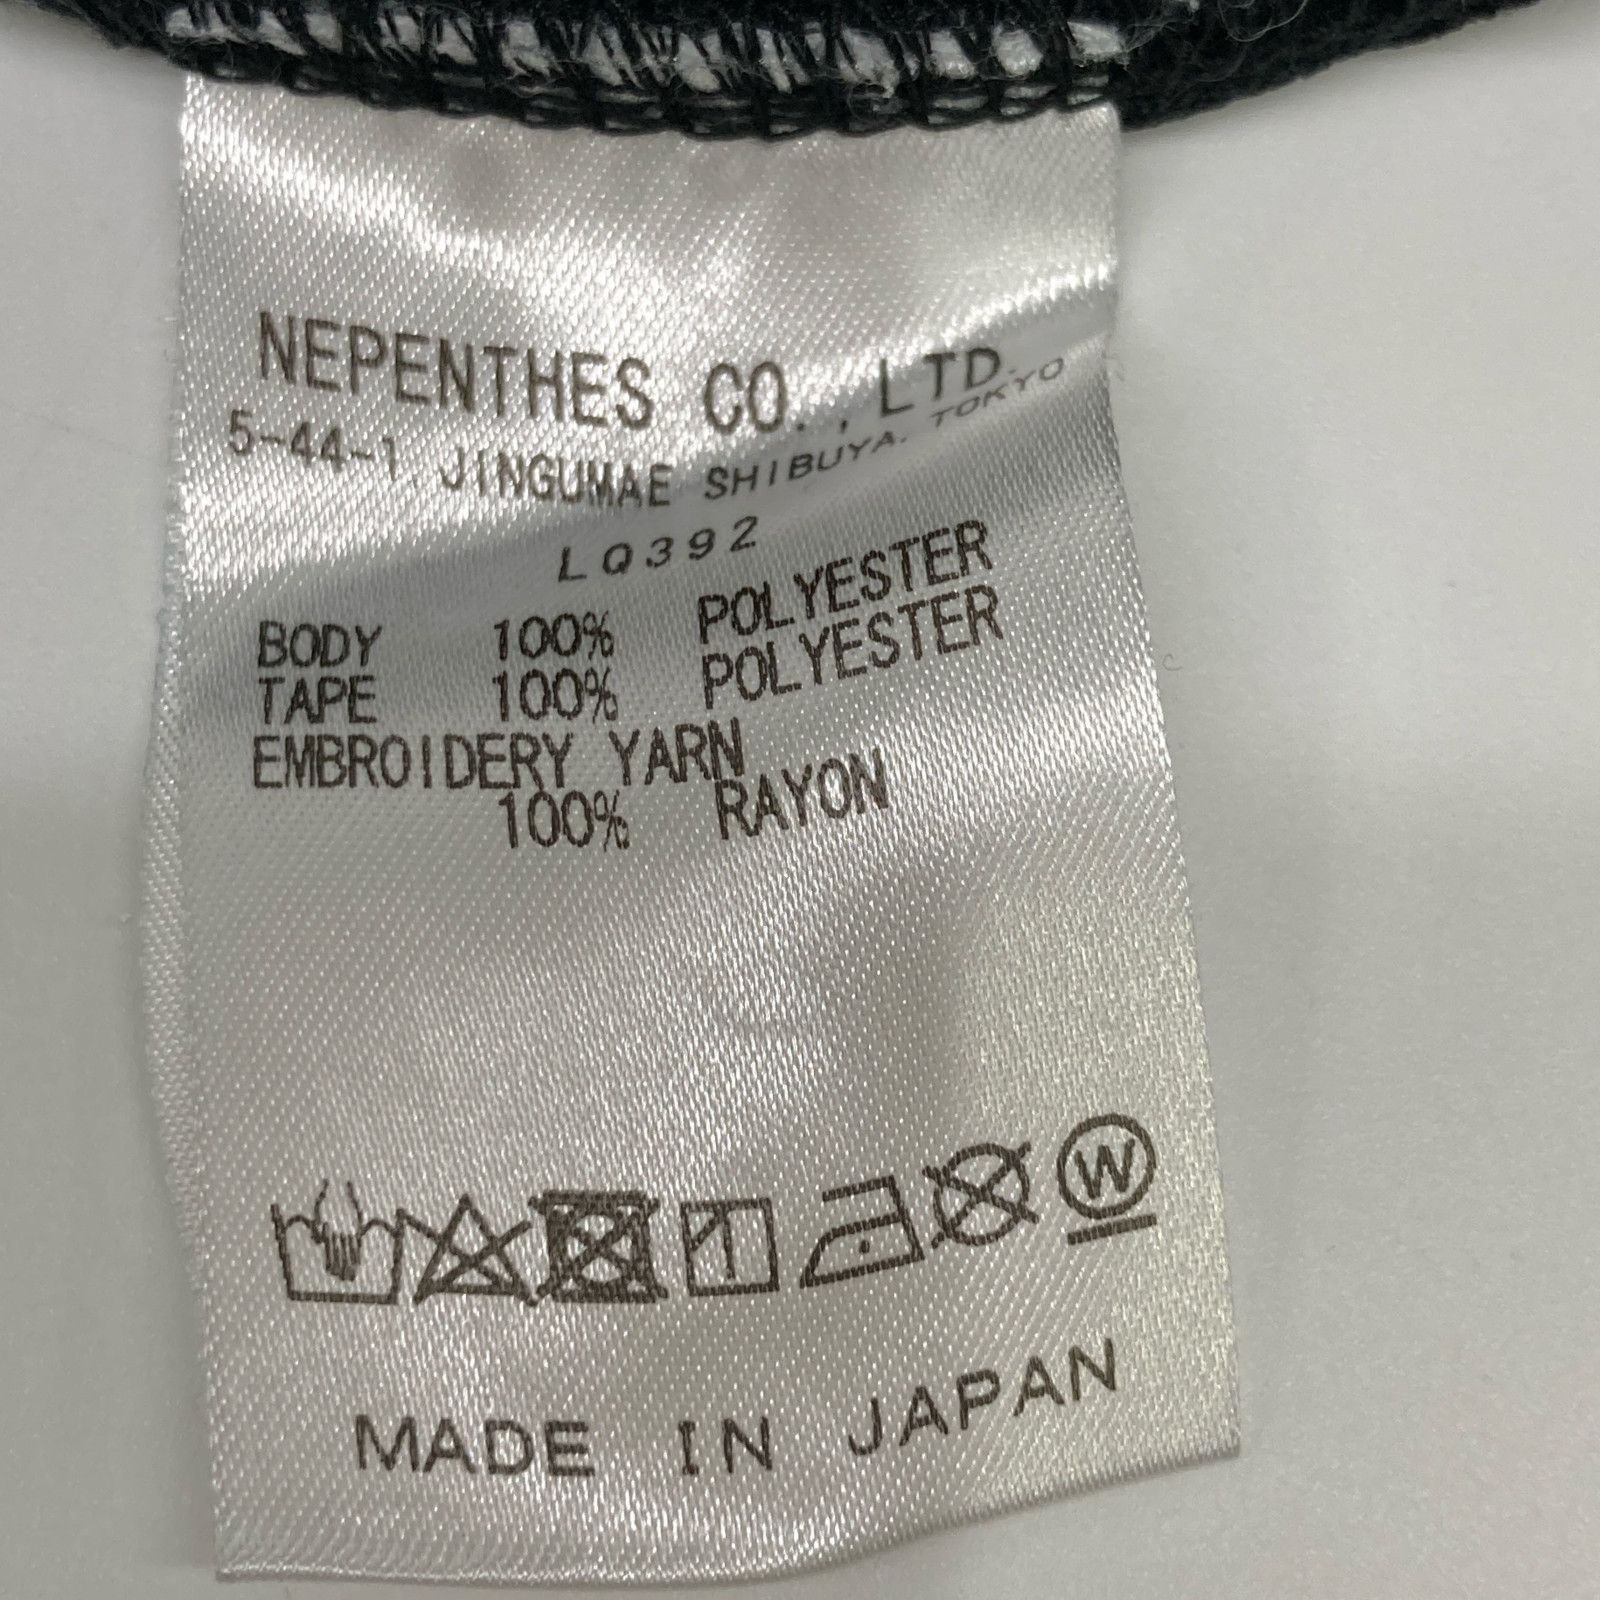 NEPENTHES CO.,LTD.
5-44-1, JINGUMAE SHIBUYA, TOKYO
LQ392
BODY 100% POLYESTER
TAPE 100% POLYESTER
EMBROIDERY YARN
100% RAYON
W
MADE IN JAPAN